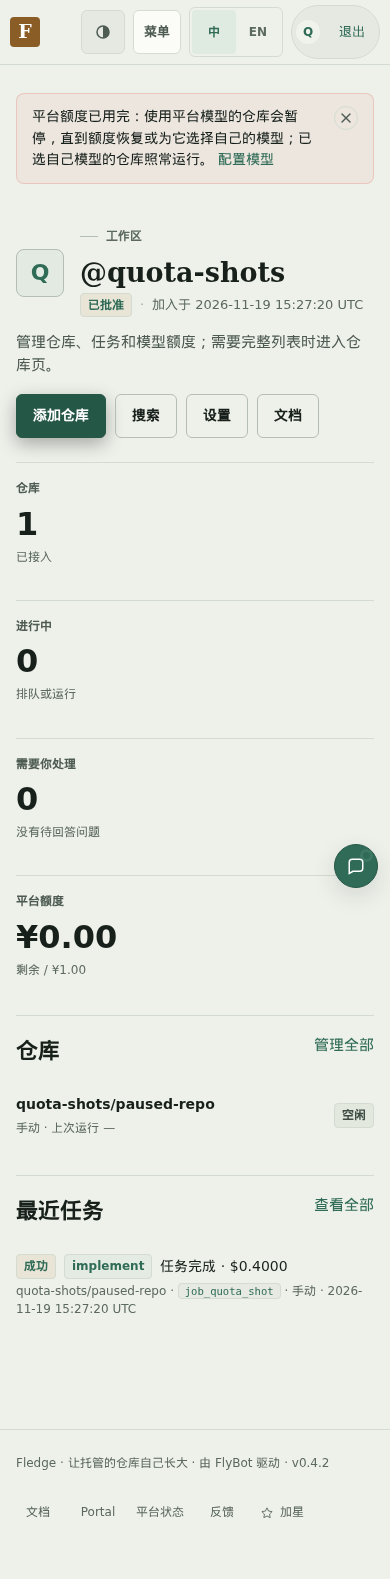 F 菜单 中 EN Q 退出
平台额度已用完：使用平台模型的仓库会暂
停，直到额度恢复或为它选择自己的模型；已
选自己模型的仓库照常运行。 配置模型
工作区
Q @quota-shots
已批准 · 加入于 2026-11-19 15:27:20 UTC
管理仓库、任务和模型额度；需要完整列表时进入仓
库页。
添加仓库 搜索 设置 文档
仓库
1
已接入
进行中
0
排队或运行
需要你处理
0
没有待回答问题
平台额度
¥0.00
剩余 / ¥1.00
仓库 管理全部
quota-shots/paused-repo 空闲
手动 · 上次运行 —
最近任务 查看全部
成功 implement 任务完成 · $0.4000
quota-shots/paused-repo · job_quota_shot · 手动 · 2026-
11-19 15:27:20 UTC
Fledge · 让托管的仓库自己长大 · 由 FlyBot 驱动 · v0.4.2
文档 Portal 平台状态 反馈 加星